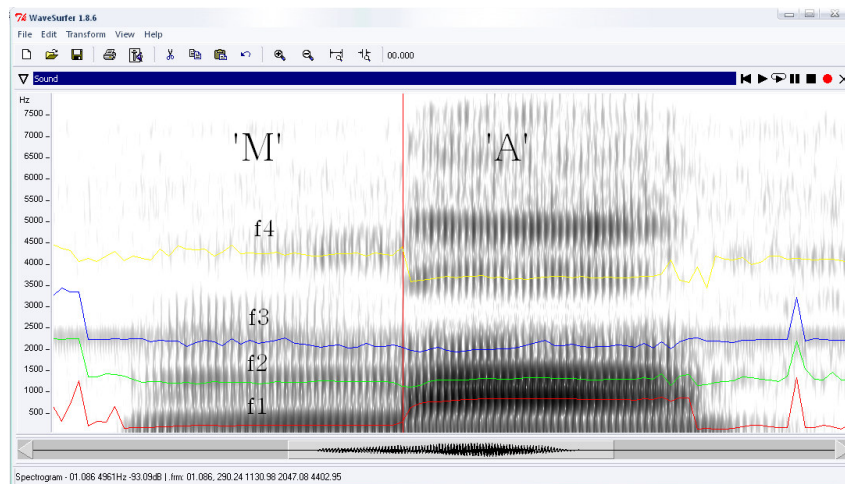 WaveSurfer 1.8.6
File Edit Transform View Help
00.000
Sound
Hz
7500
7000
6500
6000
5500
5000
4500
4000
3500
3000
2500
2000
1500
1000
500
'M' 'A'
f4
f3
f2
f1
Spectrogram - 01.086 4961Hz -93.09dB | .frm: 01.086, 290.24 1130.98 2047.08 4402.95